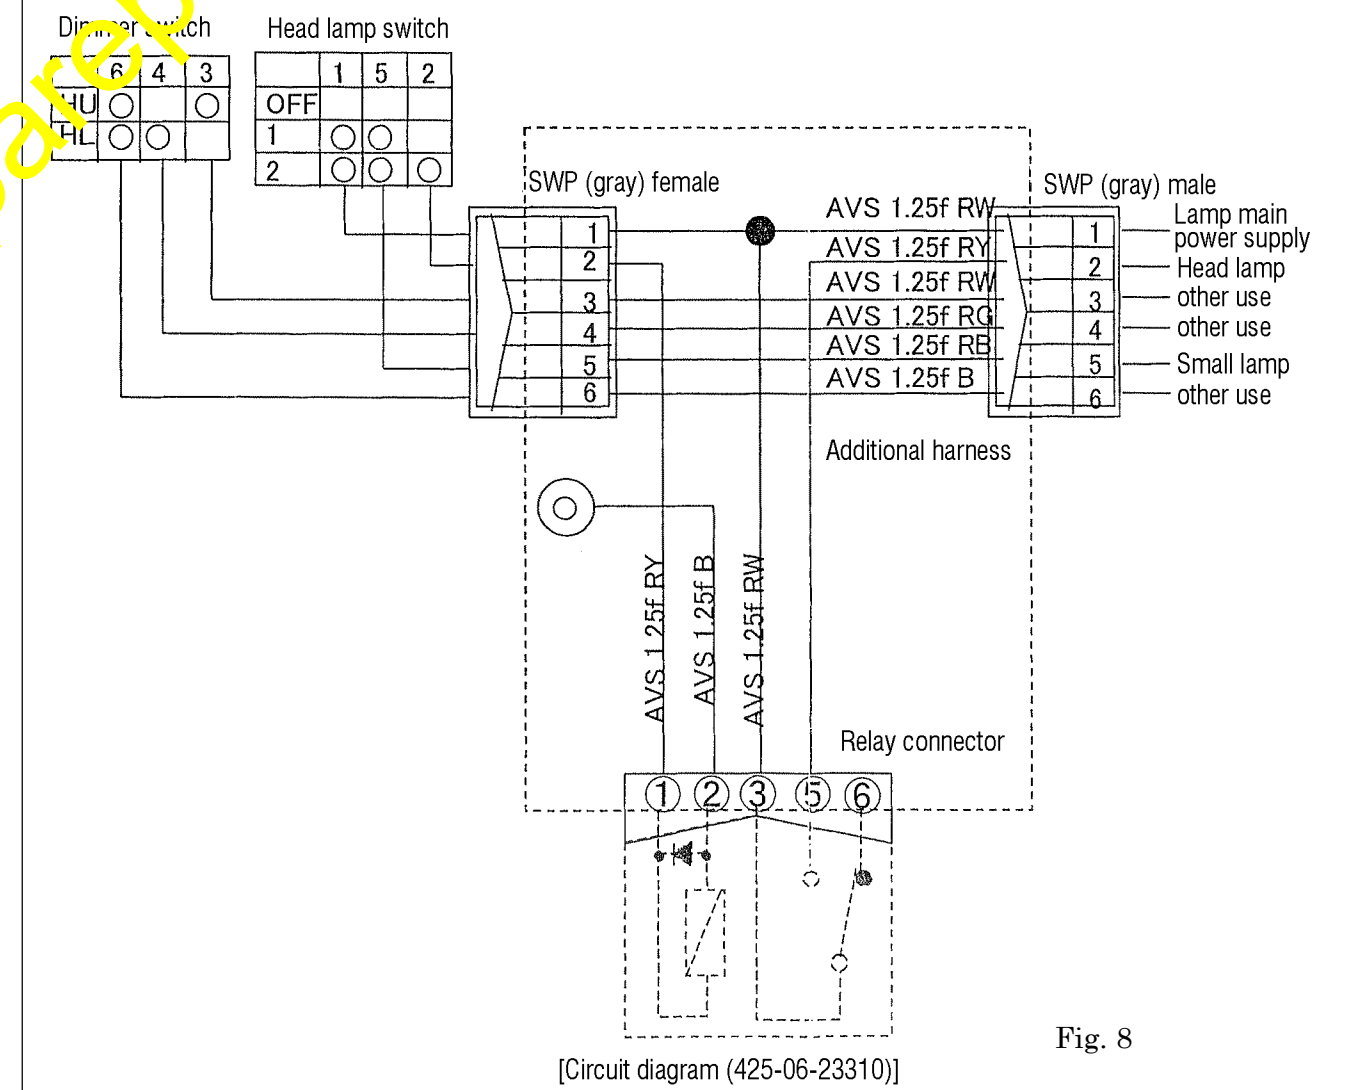 Dimmer switch
Head lamp switch
6 4 3
HU
HL
1 5 2
OFF
1
2
SWP (gray) female
SWP (gray) male
1
2
3
4
5
6
AVS 1.25f RW
AVS 1.25f RY
AVS 1.25f RW
AVS 1.25f RG
AVS 1.25f RB
AVS 1.25f B
1
2
3
4
5
6
Lamp main
power supply
Head lamp
other use
other use
Small lamp
other use
Additional harness
AVS 1 25f RY
AVS 1.25f B
AVS 1.25f RW
Relay connector
1 2 3 5 6
Fig. 8
[Circuit diagram (425-06-23310)]